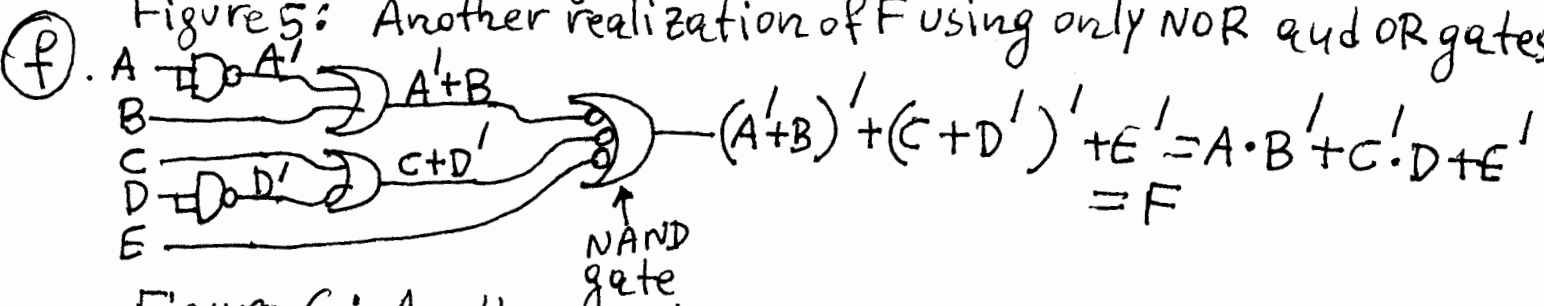 Figure 5: Another realization of F using only NOR and OR gates
(f). A A' A'+B
B
(A'+B)'+(C+D')'+E'=A·B'+C'·D+E'
=F
C C+D'
D D'
E
NAND
gate